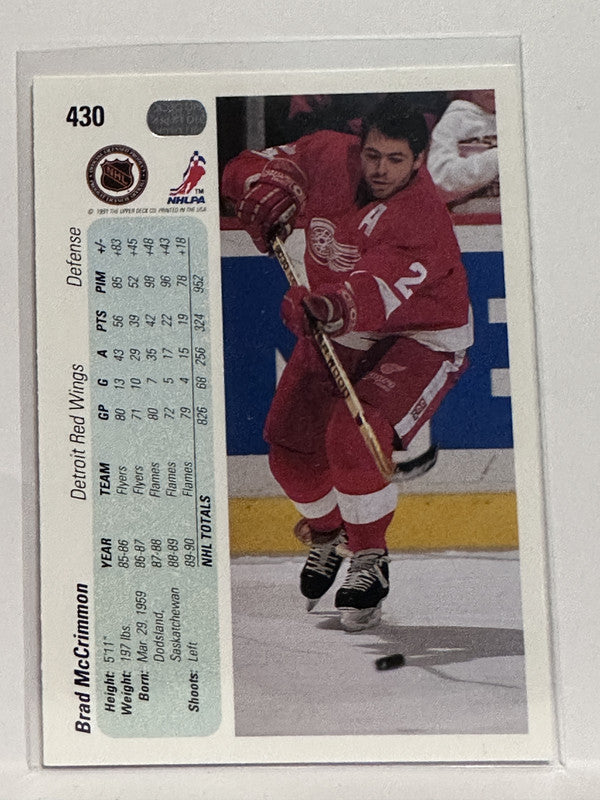 430
NHL
NHLPA
TM
© 1991 THE UPPER DECK CO. PRINTED IN THE USA
Brad McCrimmon Detroit Red Wings Defense
Height: 5'11"
Weight: 197 lbs.
Born: Mar. 29, 1959
Dodsland,
Saskatchewan
Shoots: Left
YEAR TEAM GP G A PTS PIM +/-
85-86 Flyers 80 13 43 56 85 +83
86-87 Flyers 71 10 29 39 52 +45
87-88 Flames 80 7 35 42 98 +48
88-89 Flames 72 5 17 22 96 +43
89-90 Flames 79 4 15 19 78 +18
NHL TOTALS 826 68 256 324 952
A
2